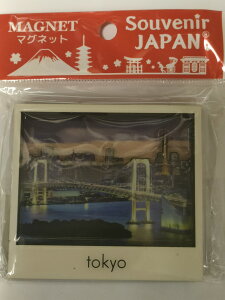 MAGNET
マグネット
Souvenir
JAPAN®
tokyo